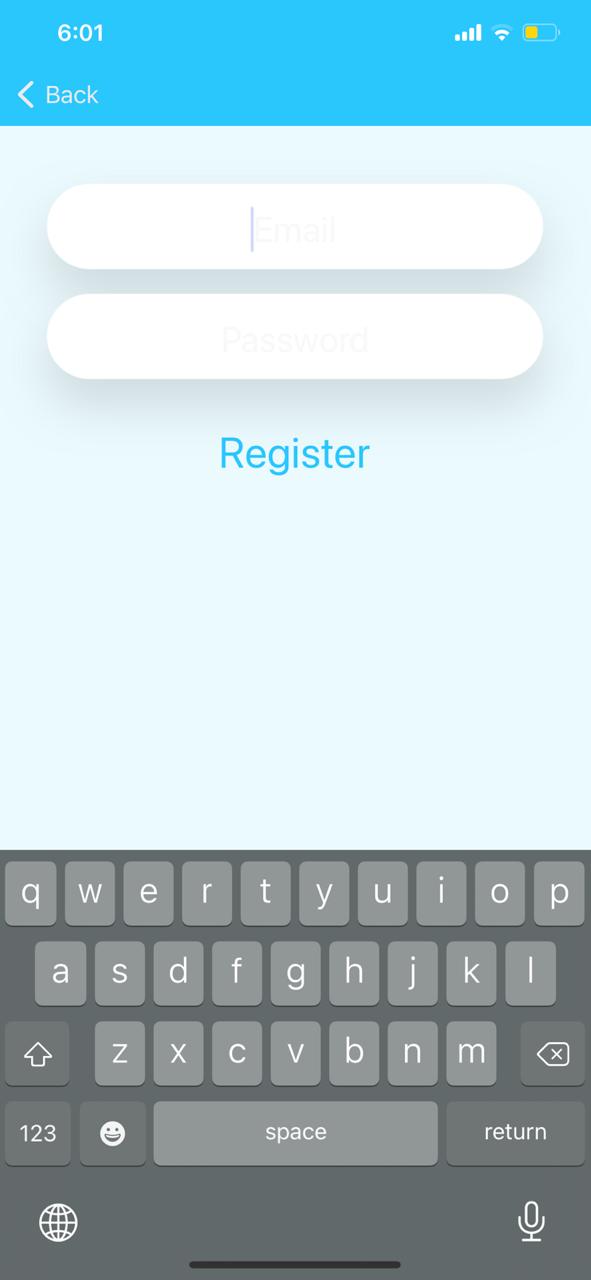 6:01
Back
Email
Password
Register
q w e r t y u i o p
a s d f g h j k l
z x c v b n m
123 space return